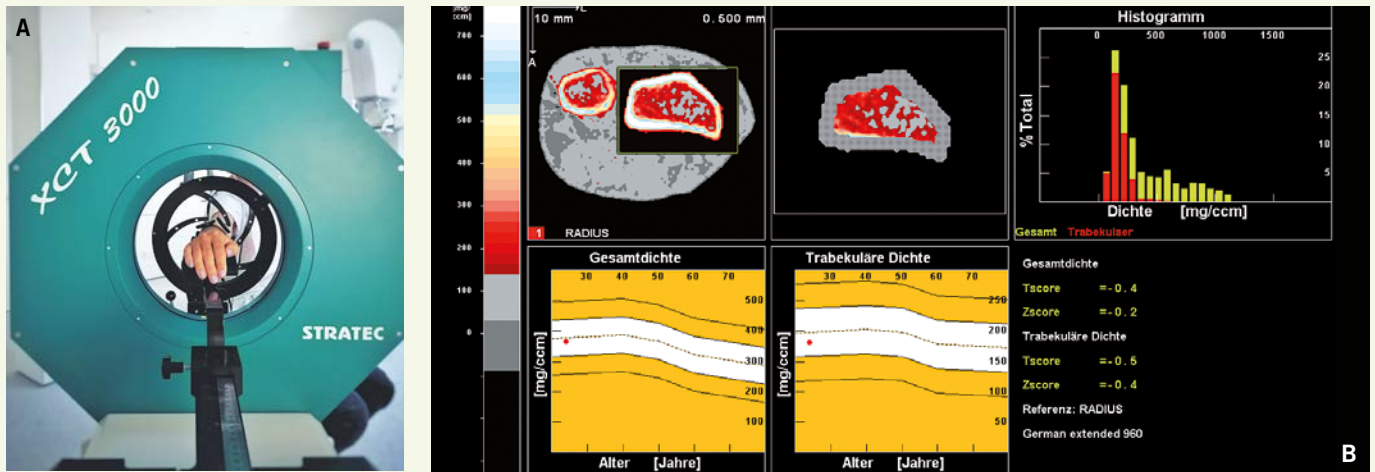 A
XCT 3000
STRATEC
ccm]
700
600
500
400
300
200
100
0
10 mm
L
0.500 mm
A
1 RADIUS
Histogramm
0 500 1000 1500
25
20
15
10
5
% Total
Dichte [mg/ccm]
Gesamt Trabekulaer
Gesamtdichte
30 40 50 60 70
500
400
300
200
100
[mg/ccm]
Alter [Jahre]
Trabekuläre Dichte
30 40 50 60 70
250
200
150
100
50
[mg/ccm]
Alter [Jahre]
Gesamtdichte
Tscore =-0.4
Zscore =-0.2
Trabekuläre Dichte
Tscore =-0.5
Zscore =-0.4
Referenz: RADIUS
German extended 960
B